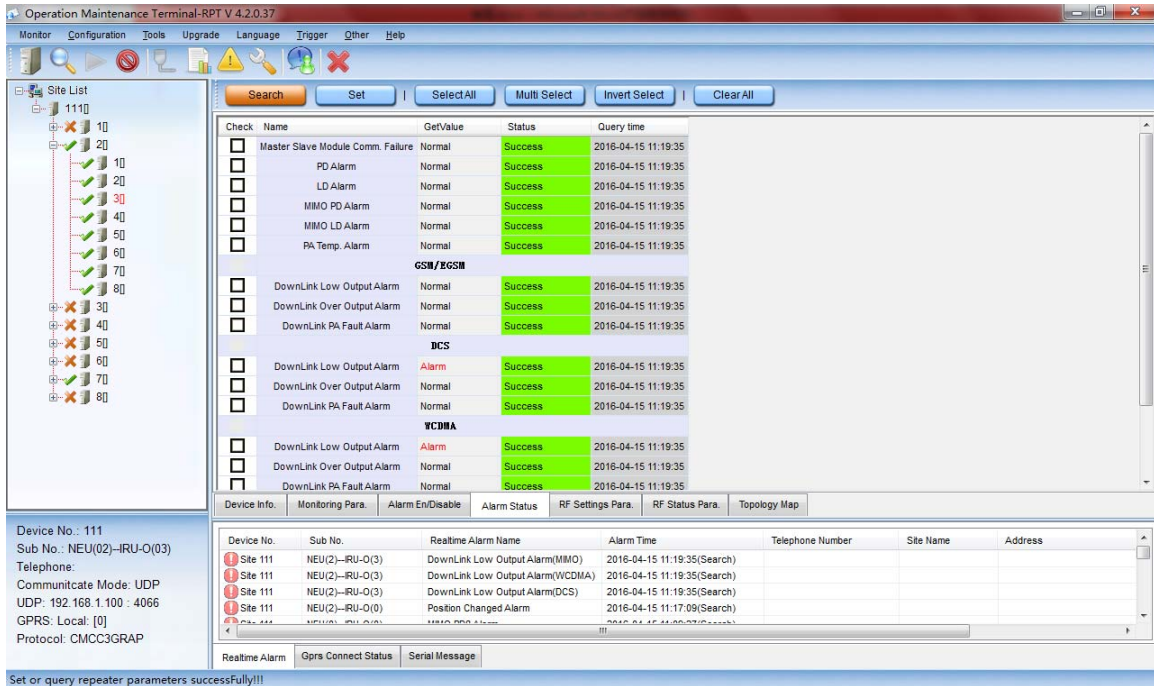 Operation Maintenance Terminal-RPT V 4.2.0.37
Monitor Configuration Tools Upgrade Language Trigger Other Help
Site List
111[]
1[]
2[]
1[]
2[]
3[]
4[]
5[]
6[]
7[]
8[]
3[]
4[]
5[]
6[]
7[]
8[]
Search Set | Select All Multi Select Invert Select | Clear All
Check Name GetValue Status Query time
Master Slave Module Comm. Failure Normal Success 2016-04-15 11:19:35
PD Alarm Normal Success 2016-04-15 11:19:35
LD Alarm Normal Success 2016-04-15 11:19:35
MIMO PD Alarm Normal Success 2016-04-15 11:19:35
MIMO LD Alarm Normal Success 2016-04-15 11:19:35
PA Temp. Alarm Normal Success 2016-04-15 11:19:35
GSM/EGSM
DownLink Low Output Alarm Normal Success 2016-04-15 11:19:35
DownLink Over Output Alarm Normal Success 2016-04-15 11:19:35
DownLink PA Fault Alarm Normal Success 2016-04-15 11:19:35
DCS
DownLink Low Output Alarm Alarm Success 2016-04-15 11:19:35
DownLink Over Output Alarm Normal Success 2016-04-15 11:19:35
DownLink PA Fault Alarm Normal Success 2016-04-15 11:19:35
WCDMA
DownLink Low Output Alarm Alarm Success 2016-04-15 11:19:35
DownLink Over Output Alarm Normal Success 2016-04-15 11:19:35
DownLink PA Fault Alarm Normal Success 2016-04-15 11:19:35
Device Info. Monitoring Para. Alarm En/Disable Alarm Status RF Settings Para. RF Status Para. Topology Map
Device No.: 111
Sub No.: NEU(02)--IRU-O(03)
Telephone:
Communitcate Mode: UDP
UDP: 192.168.1.100 : 4066
GPRS: Local: [0]
Protocol: CMCC3GRAP
Device No. Sub No. Realtime Alarm Name Alarm Time Telephone Number Site Name Address
Site 111 NEU(2)--IRU-O(3) DownLink Low Output Alarm(MIMO) 2016-04-15 11:19:35(Search)
Site 111 NEU(2)--IRU-O(3) DownLink Low Output Alarm(WCDMA) 2016-04-15 11:19:35(Search)
Site 111 NEU(2)--IRU-O(3) DownLink Low Output Alarm(DCS) 2016-04-15 11:19:35(Search)
Site 111 NEU(2)--IRU-O(0) Position Changed Alarm 2016-04-15 11:17:09(Search)
Realtime Alarm Gprs Connect Status Serial Message
Set or query repeater parameters successFully!!!